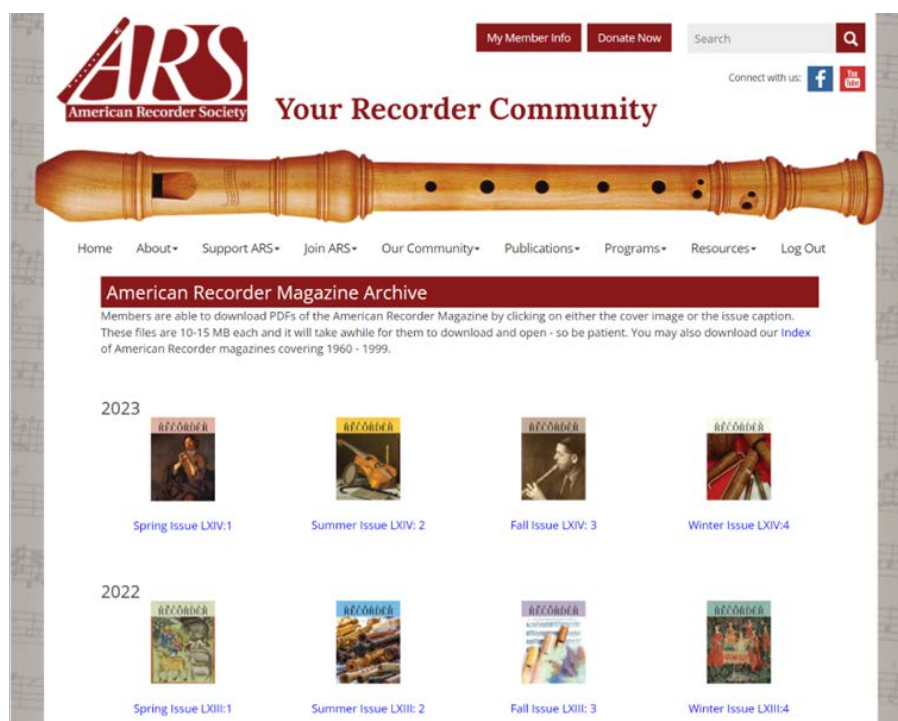 ARS
American Recorder Society
My Member Info
Donate Now
Search
Connect with us:
f
You
Tube
Your Recorder Community
Home
About
Support ARS
Join ARS
Our Community
Publications
Programs
Resources
Log Out
American Recorder Magazine Archive
Members are able to download PDFs of the American Recorder Magazine by clicking on either the cover image or the issue caption.
These files are 10-15 MB each and it will take awhile for them to download and open - so be patient. You may also download our Index
of American Recorder magazines covering 1960 - 1999.
2023
RECORDER
RECORDER
RECORDER
RECORDER
Spring Issue LXIV:1
Summer Issue LXIV: 2
Fall Issue LXIV: 3
Winter Issue LXIV:4
2022
RECORDER
RECORDER
RECORDER
RECORDER
Spring Issue LXIII:1
Summer Issue LXIII: 2
Fall Issue LXIII: 3
Winter Issue LXIII:4